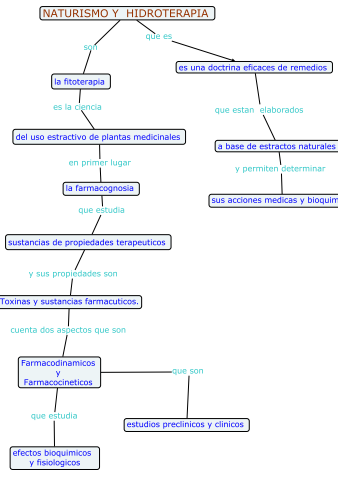 NATURISMO Y HIDROTERAPIA
son
que es
es una doctrina eficaces de remedios
la fitoterapia
es la ciencia
que estan elaborados
del uso estractivo de plantas medicinales
a base de estractos naturales
en primer lugar
y permiten determinar
la farmacognosia
sus acciones medicas y bioquim
que estudia
sustancias de propiedades terapeuticos
y sus propiedades son
Toxinas y sustancias farmacuticos.
cuenta dos aspectos que son
Farmacodinamicos
y
Farmacocineticos
que son
que estudia
estudios preclinicos y clinicos
efectos bioquimicos
y fisiologicos